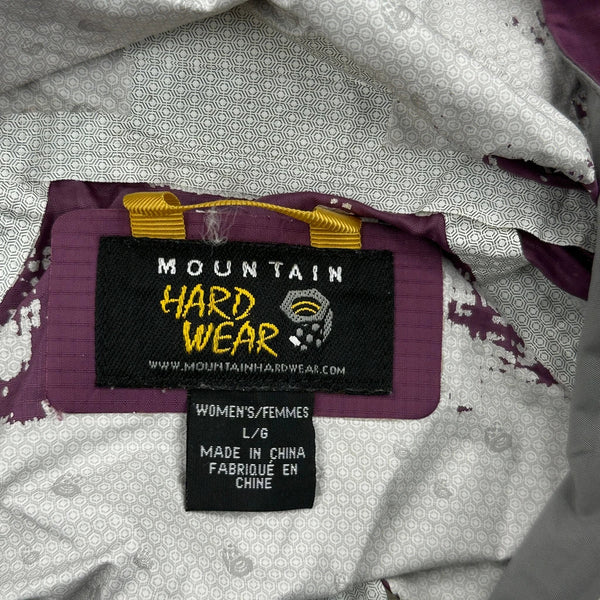 MOUNTAIN
HARD
WEAR
WWW.MOUNTAINHARDWEAR.COM
WOMEN'S/FEMMES
L/G
MADE IN CHINA
FABRIQUÉ EN
CHINE